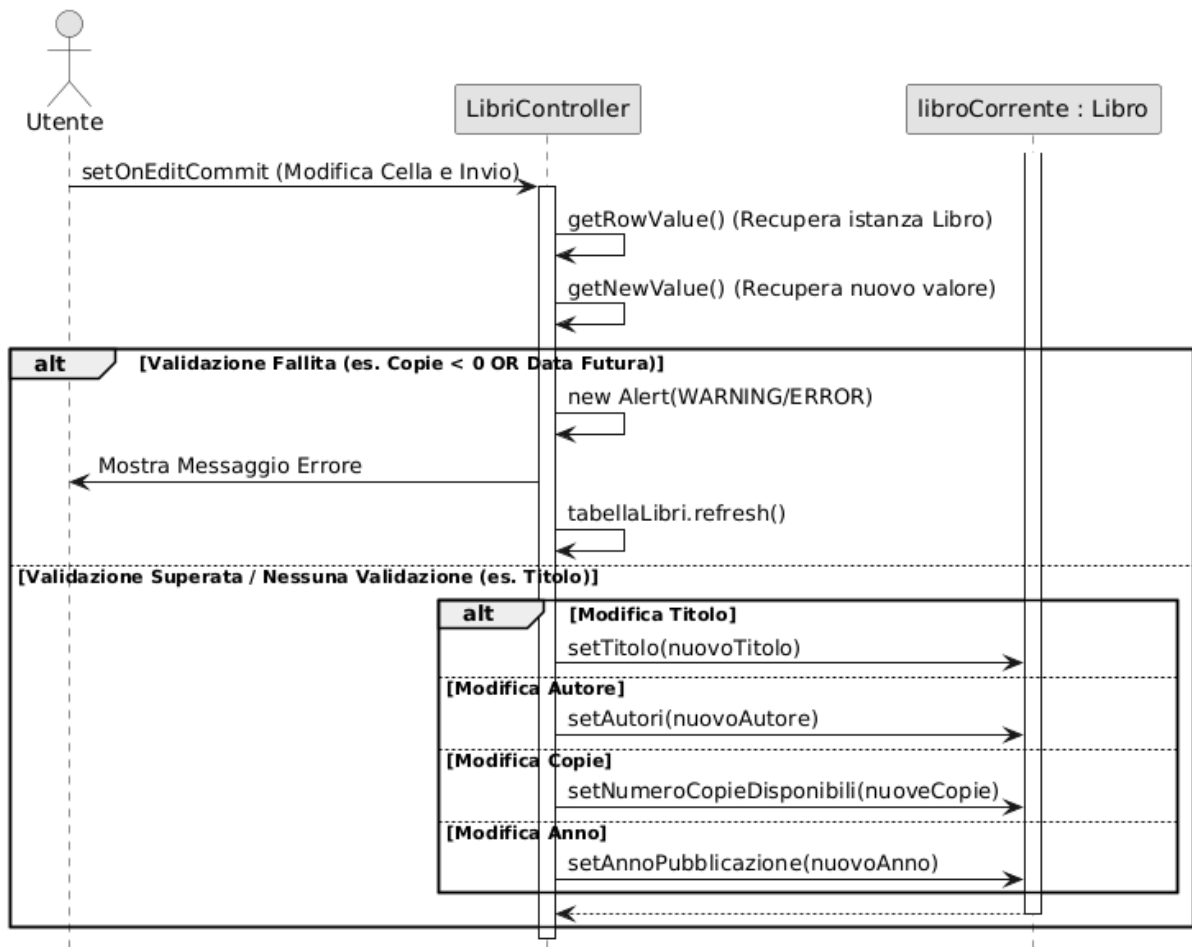 Utente
LibriController
libroCorrente : Libro
setOnEditCommit (Modifica Cella e Invio)
getRowValue() (Recupera istanza Libro)
getNewValue() (Recupera nuovo valore)
alt
[Validazione Fallita (es. Copie < 0 OR Data Futura)]
new Alert(WARNING/ERROR)
Mostra Messaggio Errore
tabellaLibri.refresh()
[Validazione Superata / Nessuna Validazione (es. Titolo)]
alt
[Modifica Titolo]
setTitolo(nuovoTitolo)
[Modifica Autore]
setAutori(nuovoAutore)
[Modifica Copie]
setNumeroCopieDisponibili(nuoveCopie)
[Modifica Anno]
setAnnoPubblicazione(nuovoAnno)